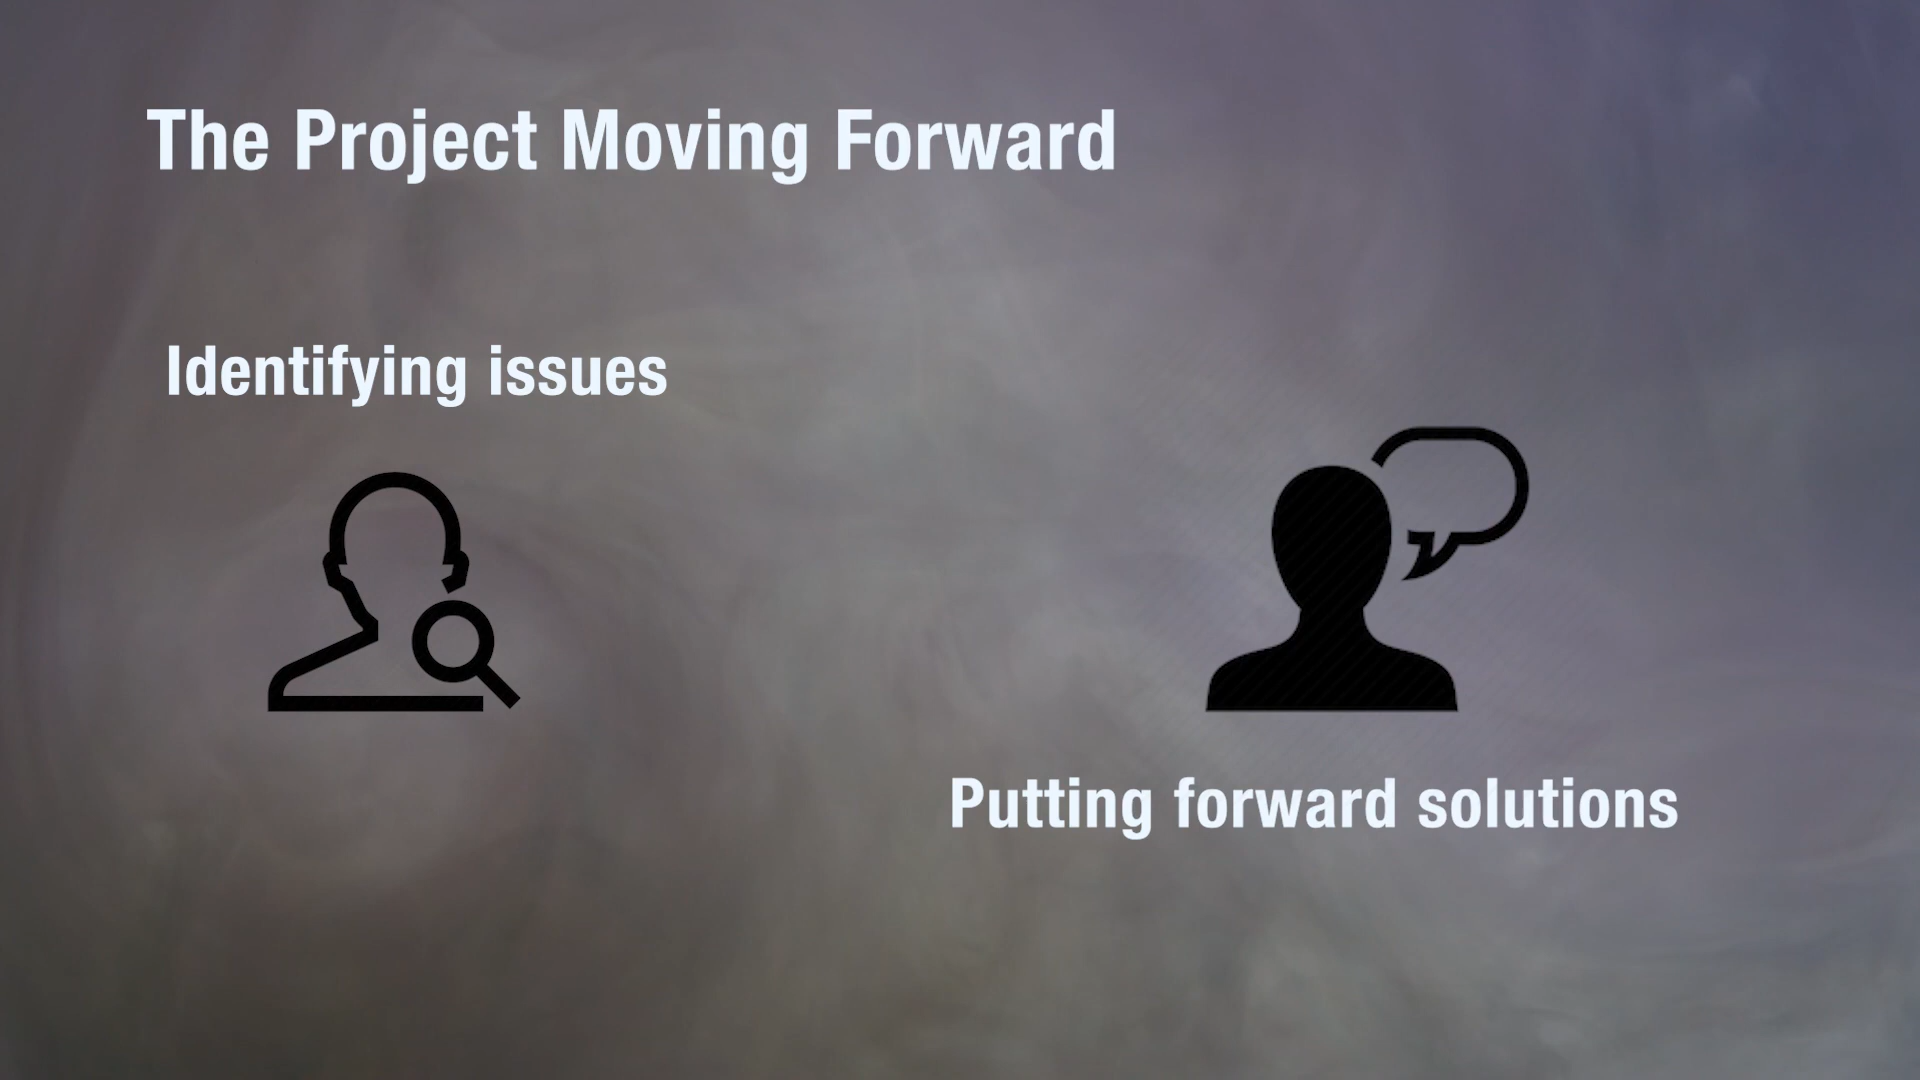 The Project Moving Forward
Identifying issues
Putting forward solutions